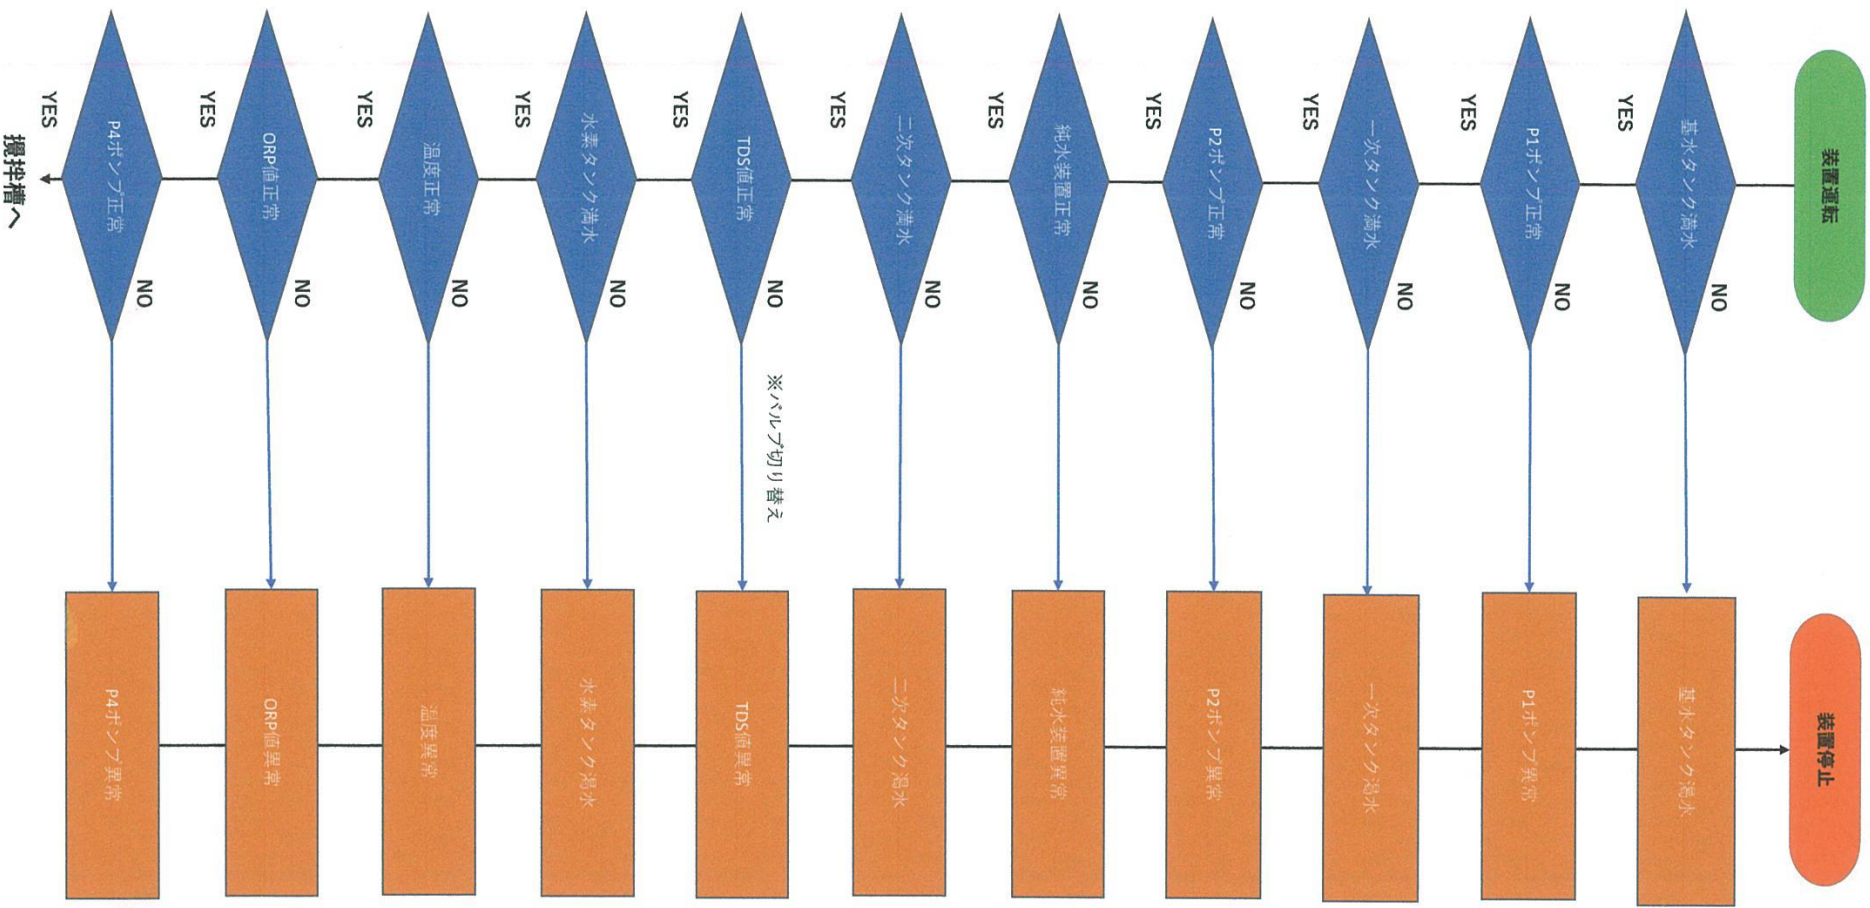 装置運転
装置停止
基水タンク満水
NO
基水タンク渇水
YES
P1ポンプ正常
NO
P1ポンプ異常
YES
一次タンク満水
NO
一次タンク渇水
YES
P2ポンプ正常
NO
P2ポンプ異常
YES
純水装置正常
NO
純水装置異常
YES
二次タンク満水
NO
二次タンク渇水
YES
※バルブ切り替え
TDS値正常
NO
TDS値異常
YES
水素タンク満水
NO
水素タンク渇水
YES
温度正常
NO
温度異常
YES
ORP値正常
NO
ORP値異常
YES
P4ポンプ正常
NO
P4ポンプ異常
YES
攪拌槽へ